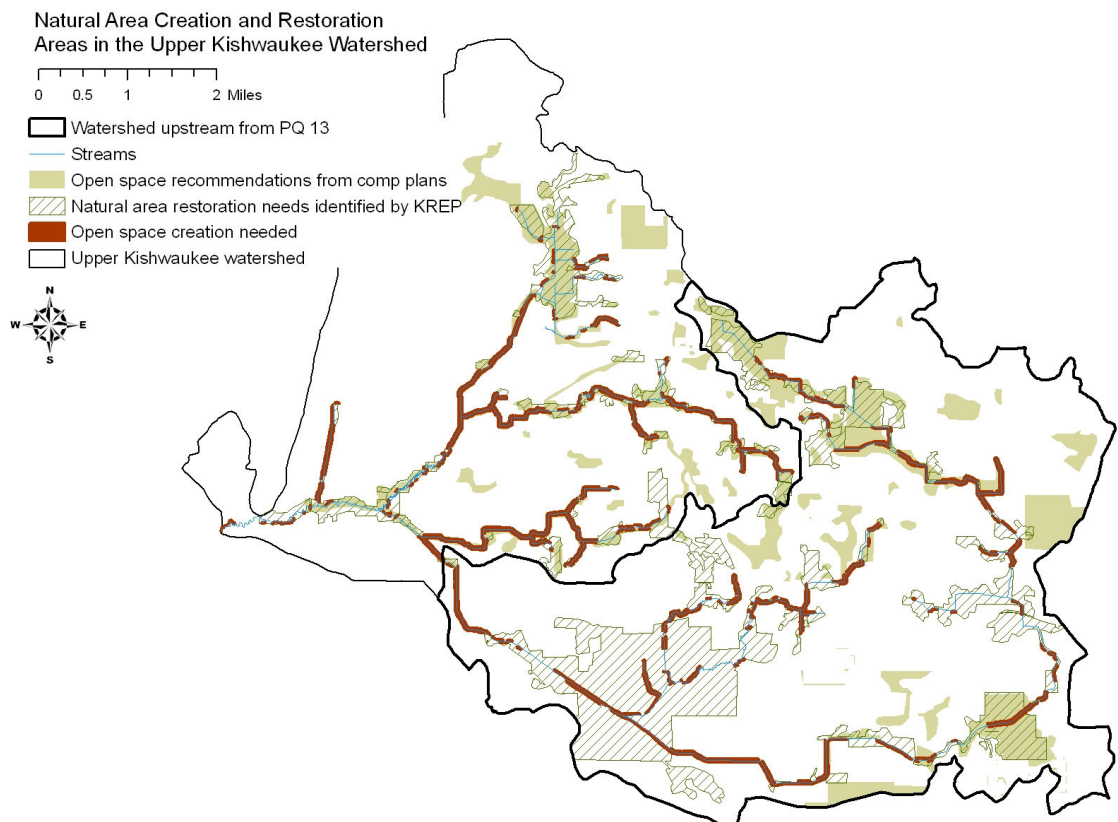 Natural Area Creation and Restoration
Areas in the Upper Kishwaukee Watershed
0 0.5 1 2 Miles
Watershed upstream from PQ 13
Streams
Open space recommendations from comp plans
Natural area restoration needs identified by KREP
Open space creation needed
Upper Kishwaukee watershed
N
W E
S